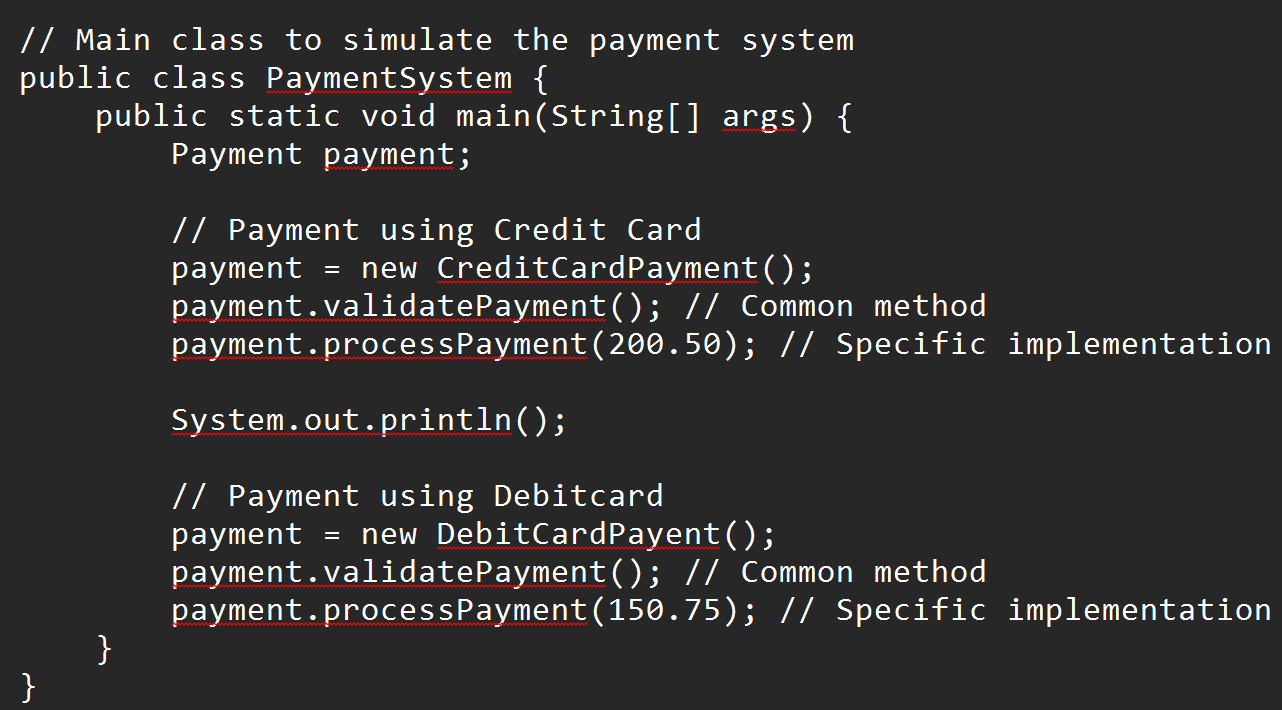 // Main class to simulate the payment system
public class PaymentSystem {
    public static void main(String[] args) {
        Payment payment;

        // Payment using Credit Card
        payment = new CreditCardPayment();
        payment.validatePayment(); // Common method
        payment.processPayment(200.50); // Specific implementation

        System.out.println();

        // Payment using Debitcard
        payment = new DebitCardPayent();
        payment.validatePayment(); // Common method
        payment.processPayment(150.75); // Specific implementation
    }
}